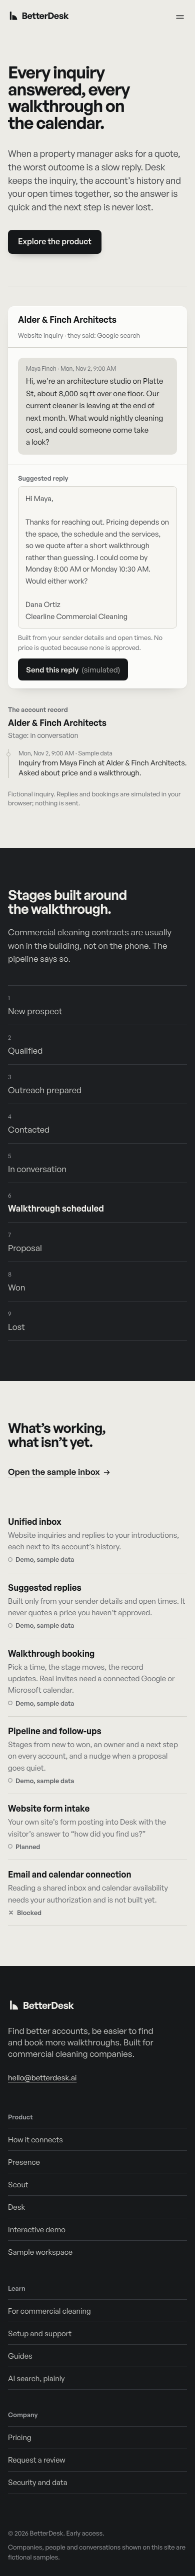 BetterDesk
Every inquiry
answered, every
walkthrough on
the calendar.
When a property manager asks for a quote,
the worst outcome is a slow reply. Desk
keeps the inquiry, the account’s history and
your open times together, so the answer is
quick and the next step is never lost.
Explore the product
Alder & Finch Architects
Website inquiry · they said: Google search
Maya Finch · Mon, Nov 2, 9:00 AM
Hi, we’re an architecture studio on Platte
St, about 8,000 sq ft over one floor. Our
current cleaner is leaving at the end of
next month. What would nightly cleaning
cost, and could someone come take
a look?
Suggested reply
Hi Maya,
Thanks for reaching out. Pricing depends on
the space, the schedule and the services,
so we quote after a short walkthrough
rather than guessing. I could come by
Monday 8:00 AM or Monday 10:30 AM.
Would either work?
Dana Ortiz
Clearline Commercial Cleaning
Built from your sender details and open times. No
price is quoted because none is approved.
Send this reply (simulated)
The account record
Alder & Finch Architects
Stage: In conversation
Mon, Nov 2, 9:00 AM · Sample data
Inquiry from Maya Finch at Alder & Finch Architects.
Asked about price and a walkthrough.
Fictional inquiry. Replies and bookings are simulated in your
browser; nothing is sent.
Stages built around
the walkthrough.
Commercial cleaning contracts are usually
won in the building, not on the phone. The
pipeline says so.
1
New prospect
2
Qualified
3
Outreach prepared
4
Contacted
5
In conversation
6
Walkthrough scheduled
7
Proposal
8
Won
9
Lost
What’s working,
what isn’t yet.
Open the sample inbox →
Unified inbox
Website inquiries and replies to your introductions,
each next to its account’s history.
Demo, sample data
Suggested replies
Built only from your sender details and open times. It
never quotes a price you haven’t approved.
Demo, sample data
Walkthrough booking
Pick a time, the stage moves, the record
updates. Real invites need a connected Google or
Microsoft calendar.
Demo, sample data
Pipeline and follow-ups
Stages from new to won, an owner and a next step
on every account, and a nudge when a proposal
goes quiet.
Demo, sample data
Website form intake
Your own site’s form posting into Desk with the
visitor’s answer to “how did you find us?”
Planned
Email and calendar connection
Reading a shared inbox and calendar availability
needs your authorization and is not built yet.
Blocked
BetterDesk
Find better accounts, be easier to find
and book more walkthroughs. Built for
commercial cleaning companies.
hello@betterdesk.ai
Product
How it connects
Presence
Scout
Desk
Interactive demo
Sample workspace
Learn
For commercial cleaning
Setup and support
Guides
AI search, plainly
Company
Pricing
Request a review
Security and data
© 2026 BetterDesk. Early access.
Companies, people and conversations shown on this site are
fictional samples.